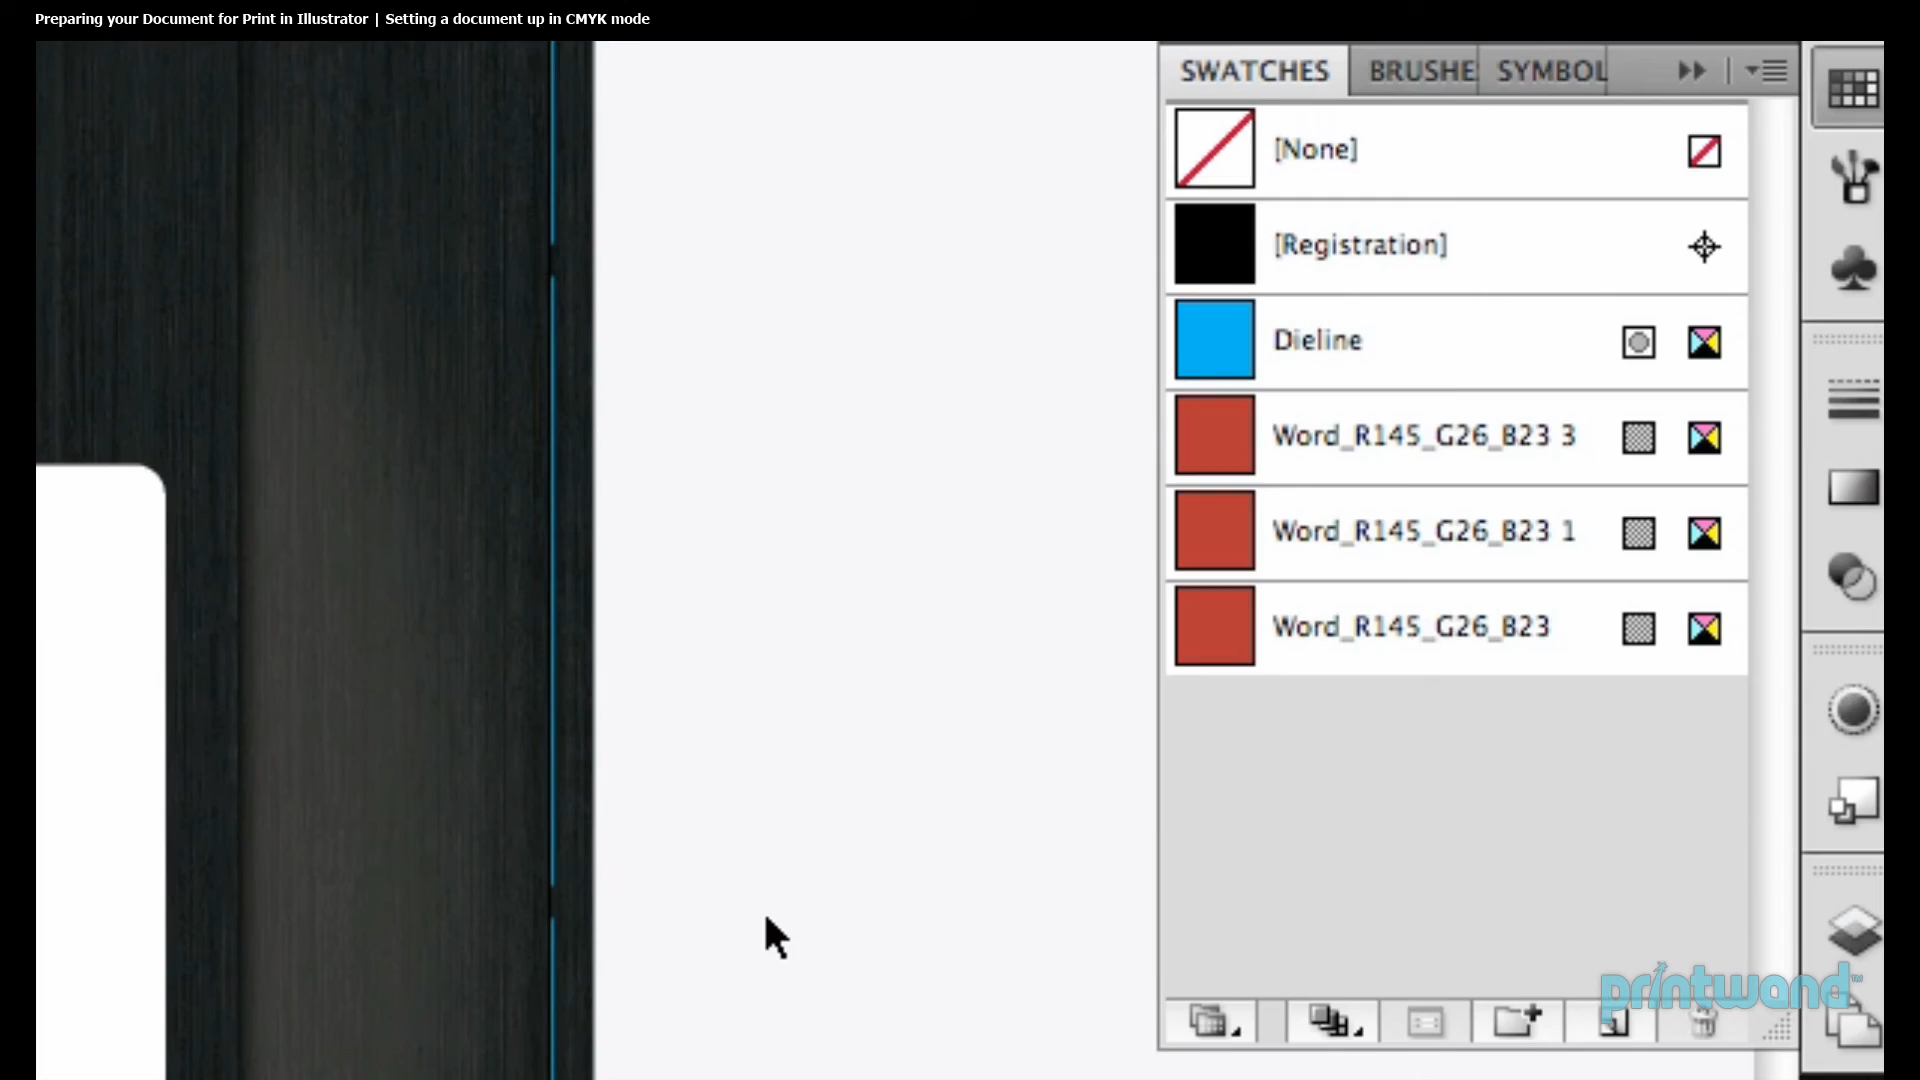 Preparing your Document for Print in Illustrator | Setting a document up in CMYK mode
SWATCHES
BRUSHE
SYMBOL
[None]
[Registration]
Dieline
Word_R145_G26_B23 3
Word_R145_G26_B23 1
Word_R145_G26_B23
printwand™